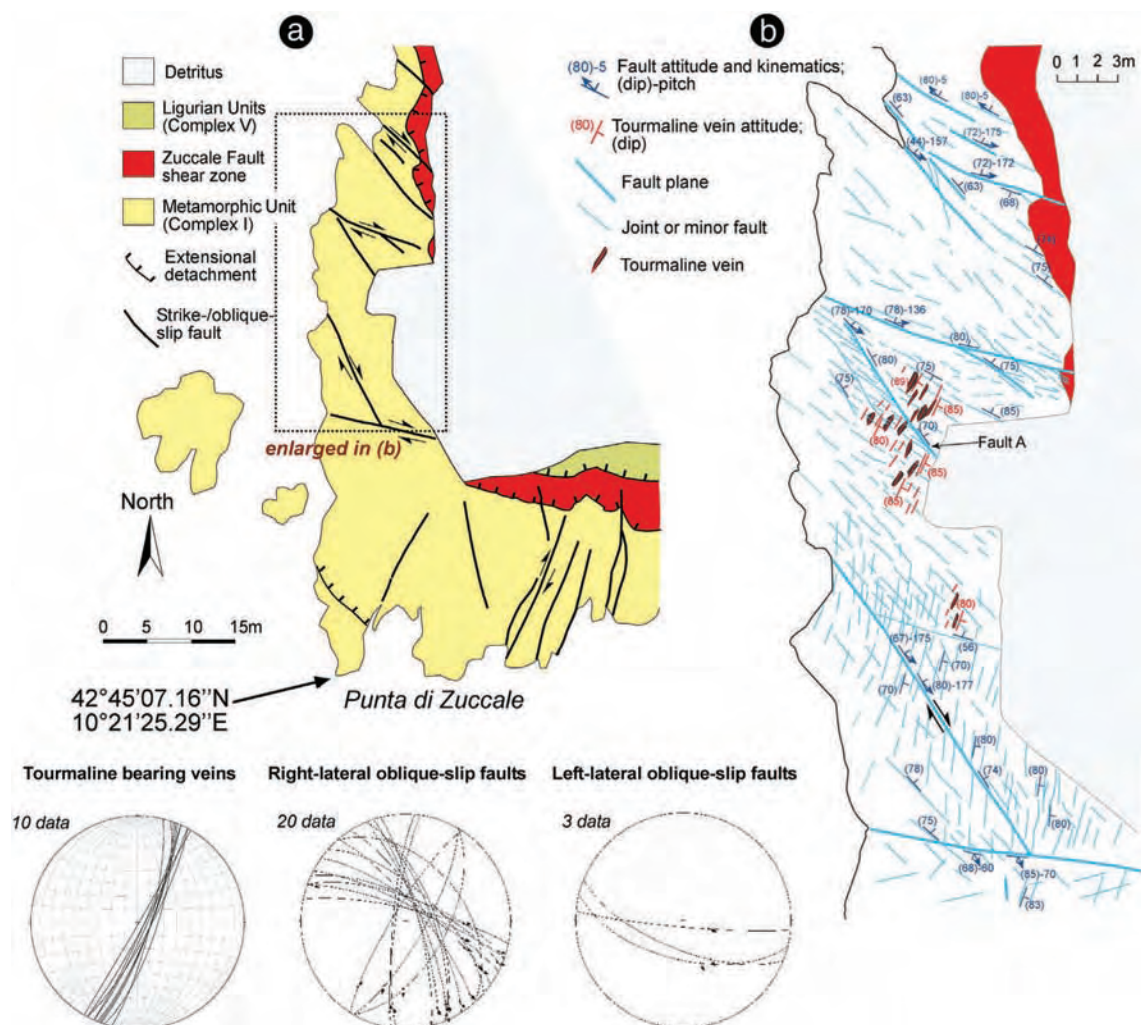 a
Detritus
Ligurian Units
(Complex V)
Zuccale Fault
shear zone
Metamorphic Unit
(Complex I)
Extensional
detachment
Strike-/oblique-
slip fault
enlarged in (b)
North
0 5 10 15m
42°45'07.16''N
10°21'25.29''E
Punta di Zuccale
b
(80)-5 Fault attitude and kinematics;
(dip)-pitch
(80) Tourmaline vein attitude;
(dip)
Fault plane
Joint or minor fault
Tourmaline vein
0 1 2 3m
(80)-5
(80)-5
(63)
(72)-175
(44)-157
(72)-172
(63)
(68)
(75)
(78)-170
(78)-136
(80)
(80)
(75)
(75)
(75)
(69)
(85)
(85)
(80)
(70)
Fault A
(85)
(85)
(80)
(56)
(67)-175
(70)
(70)
(80)-177
(80)
(78)
(74)
(80)
(75)
(80)
(68)-60
(85)-70
(83)
Tourmaline bearing veins
10 data
Right-lateral oblique-slip faults
20 data
Left-lateral oblique-slip faults
3 data